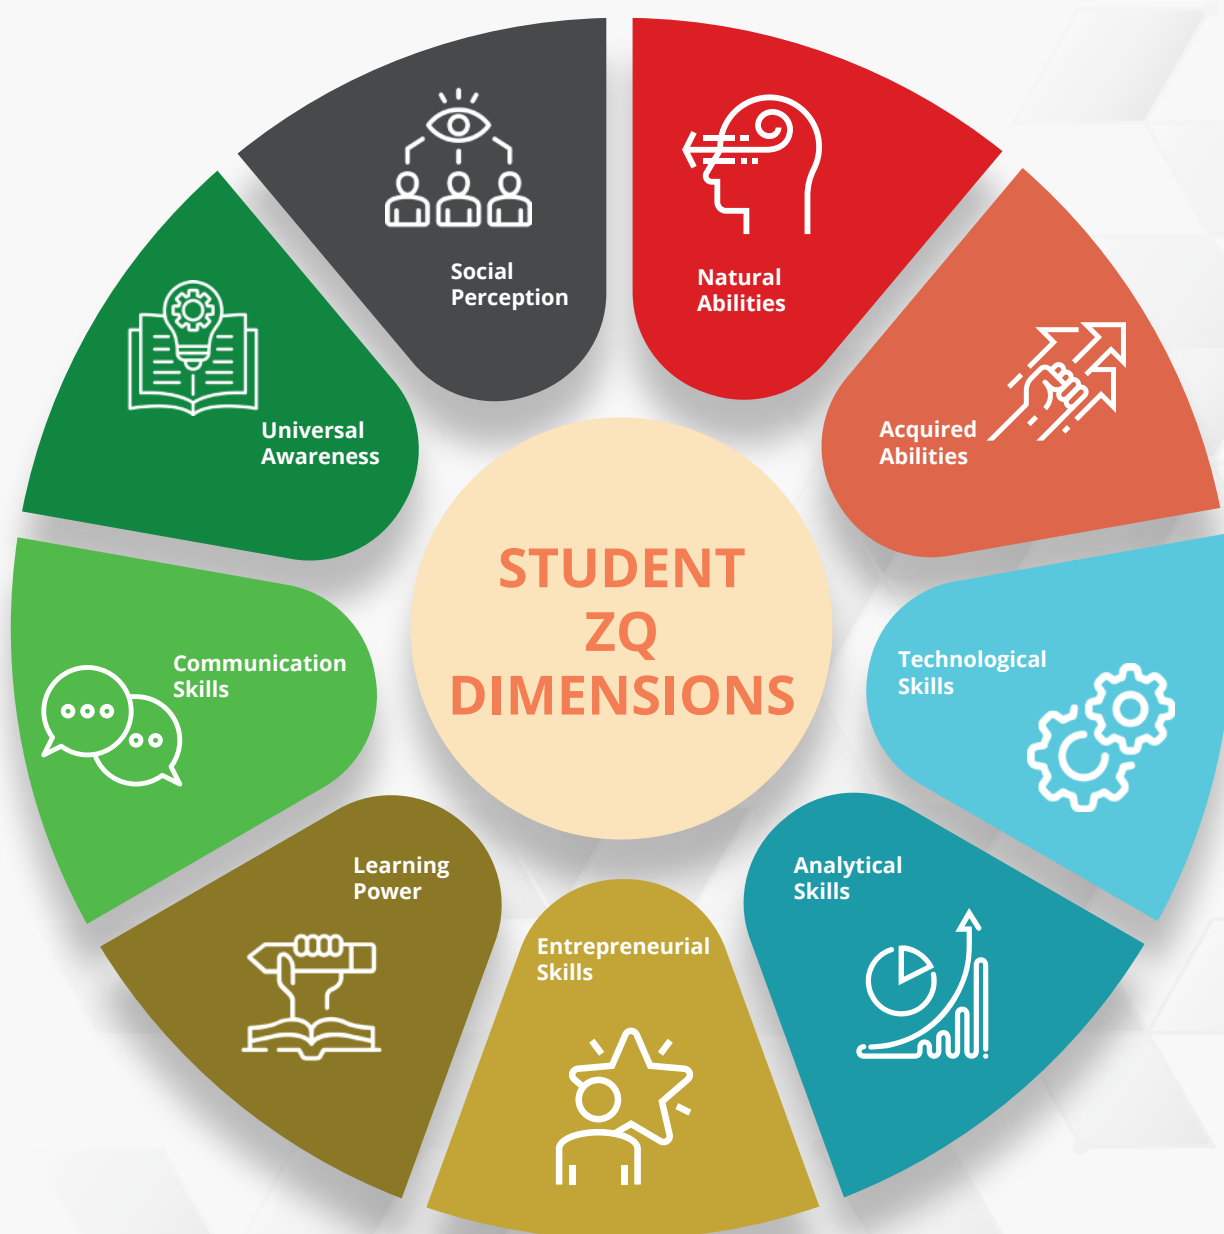 Social
Perception
Natural
Abilities
Universal
Awareness
Acquired
Abilities
STUDENT
ZQ
DIMENSIONS
Communication
Skills
Technological
Skills
Learning
Power
Analytical
Skills
Entrepreneurial
Skills